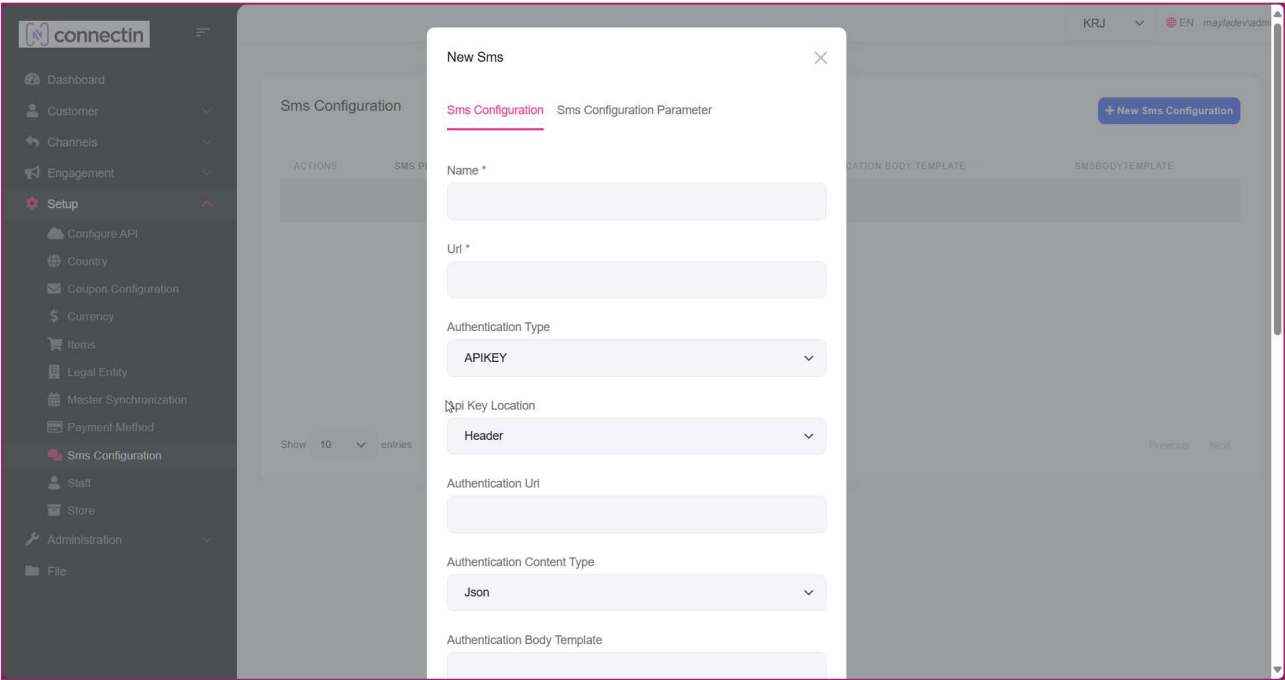 connectin
KRJ
EN mayladev\adm
Dashboard
Customer
Channels
Engagement
Setup
Configure API
Country
Coupon Configuration
Currency
Items
Legal Entity
Master Synchronization
Payment Method
Sms Configuration
Staff
Store
Administration
File
Sms Configuration
+ New Sms Configuration
ACTIONS
SMS P
CATION BODY TEMPLATE
SMSBODYTEMPLATE
Show 10 entries
Previous Next
New Sms
Sms Configuration Sms Configuration Parameter
Name *
Url *
Authentication Type
APIKEY
Api Key Location
Header
Authentication Url
Authentication Content Type
Json
Authentication Body Template